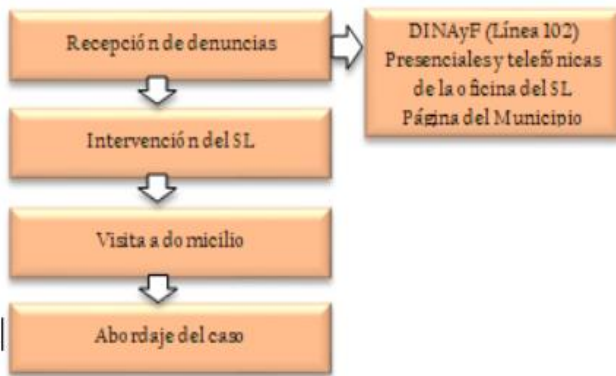 Recepción de denuncias
DINAyF (Línea 102)
Presenciales y telefónicas
de la oficina del SL
Página del Municipio
Intervención del SL
Visita a domicilio
Abordaje del caso